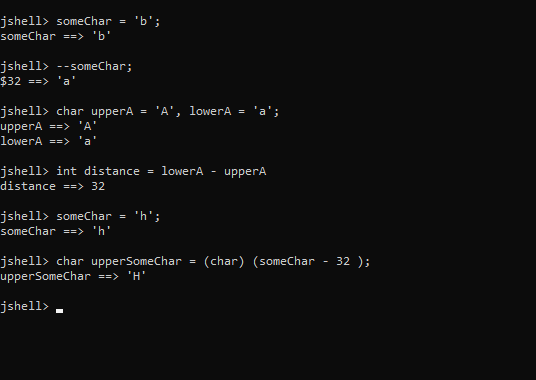 jshell> someChar = 'b';
someChar ==> 'b'
jshell> --someChar;
$32 ==> 'a'
jshell> char upperA = 'A', lowerA = 'a';
upperA ==> 'A'
lowerA ==> 'a'
jshell> int distance = lowerA - upperA
distance ==> 32
jshell> someChar = 'h';
someChar ==> 'h'
jshell> char upperSomeChar = (char) (someChar - 32 );
upperSomeChar ==> 'H'
jshell>